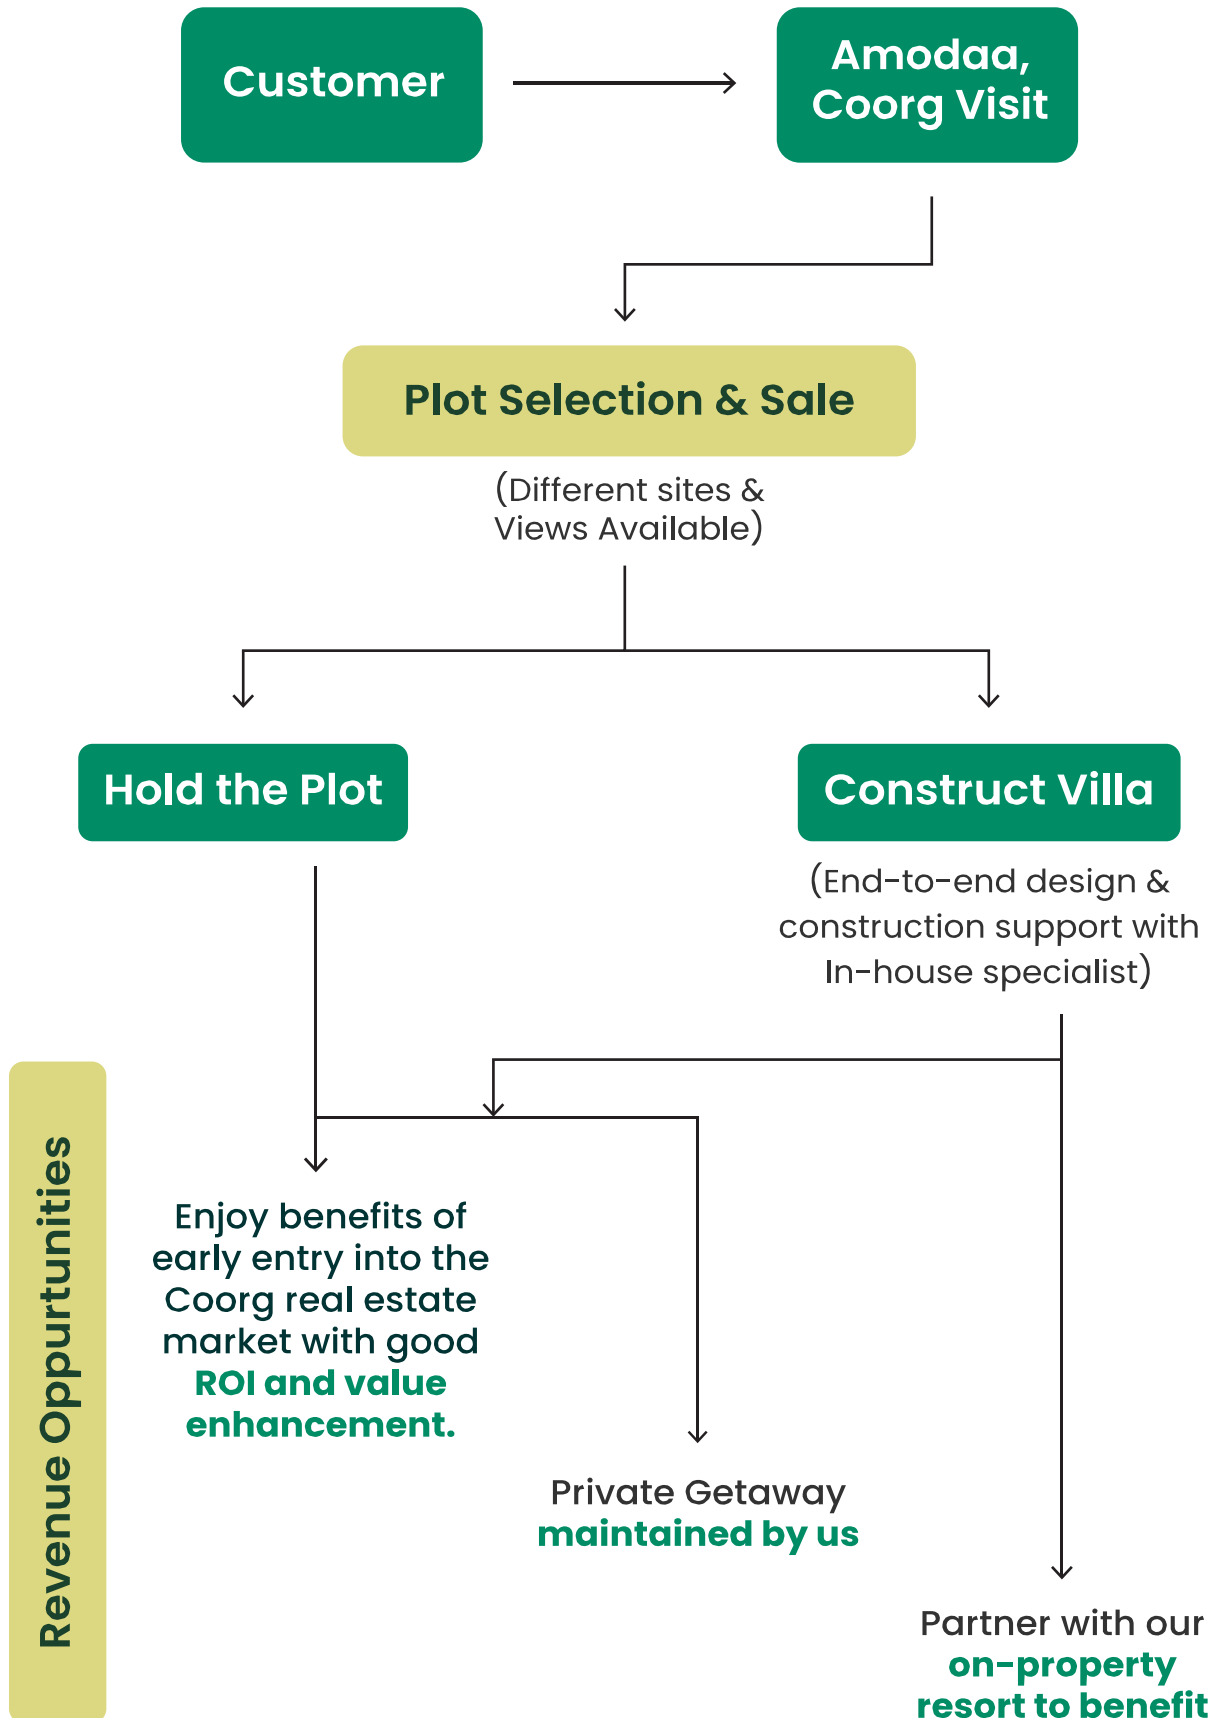 Customer
Amodaa,
Coorg Visit
Plot Selection & Sale
(Different sites &
Views Available)
Hold the Plot
Construct Villa
(End-to-end design &
construction support with
In-house specialist)
Revenue Oppurtunities
Enjoy benefits of
early entry into the
Coorg real estate
market with good
ROI and value
enhancement.
Private Getaway
maintained by us
Partner with our
on-property
resort to benefit